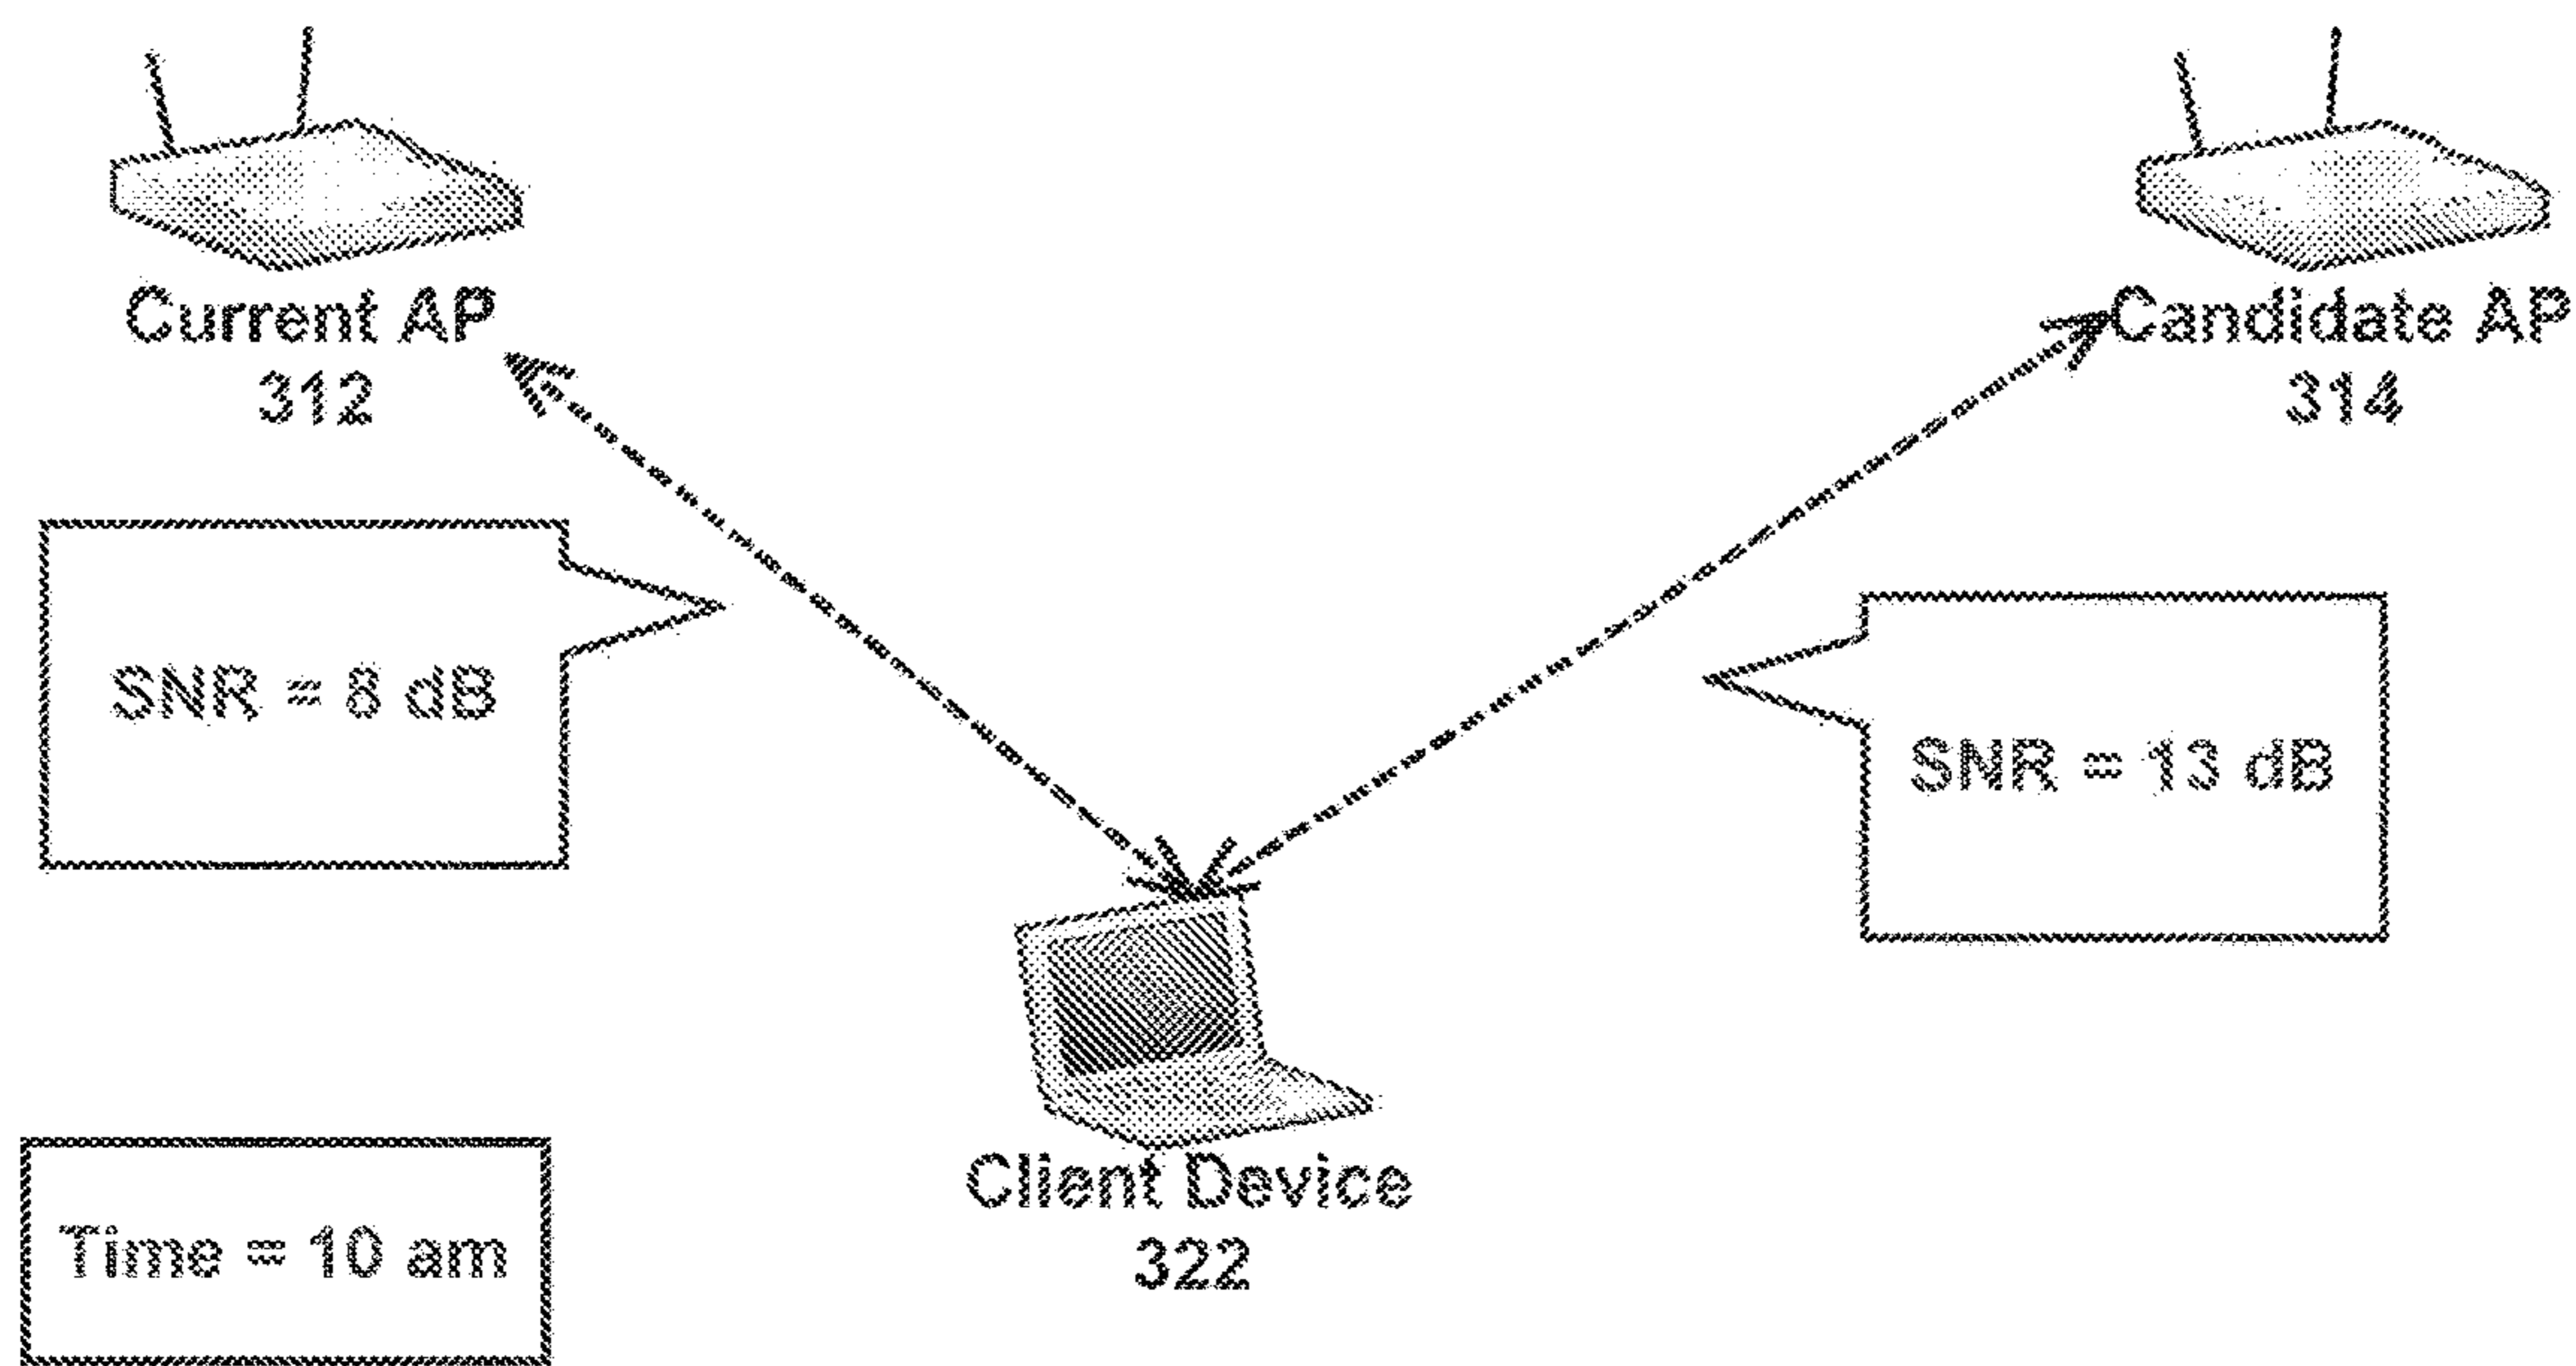 Current AP
312
Candidate AP
314
SNR = 8 dB
SNR = 13 dB
Client Device
322
Time = 10 am